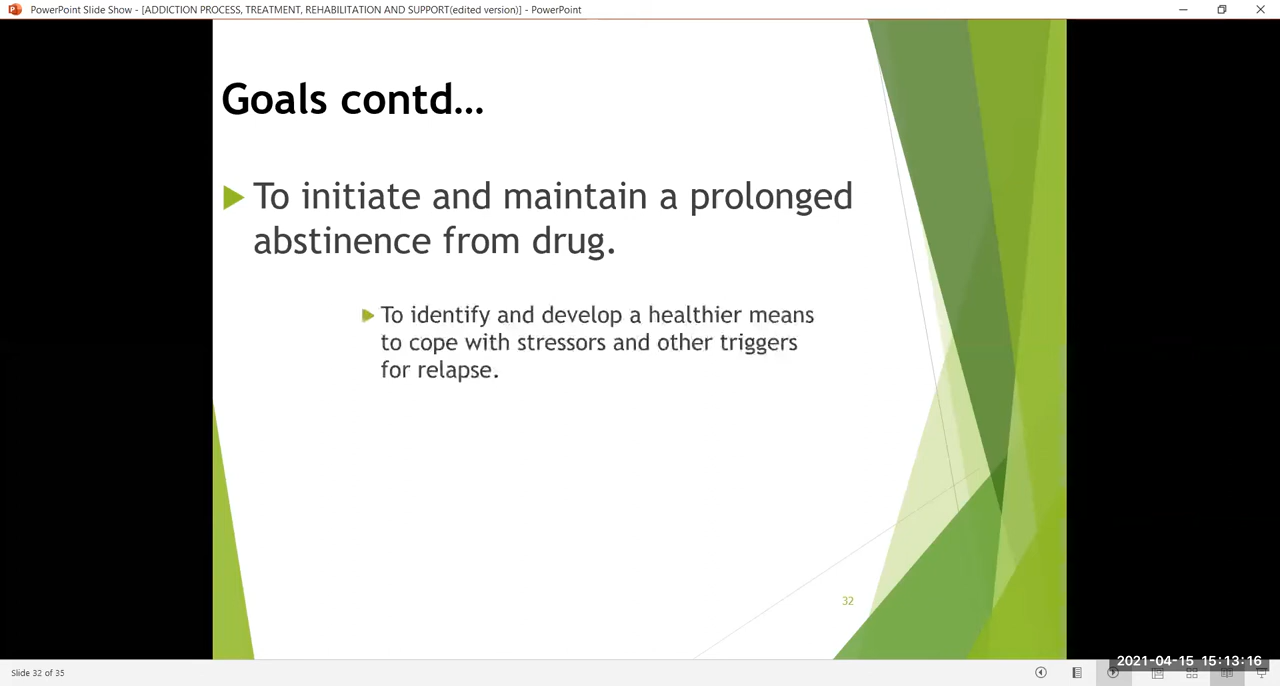 PowerPoint Slide Show - [ADDICTION PROCESS, TREATMENT, REHABILITATION AND SUPPORT(edited version)] - PowerPoint
Goals contd...
To initiate and maintain a prolonged
abstinence from drug.
To identify and develop a healthier means
to cope with stressors and other triggers
for relapse.
32
2021-04-15 15:13:16
Slide 32 of 35